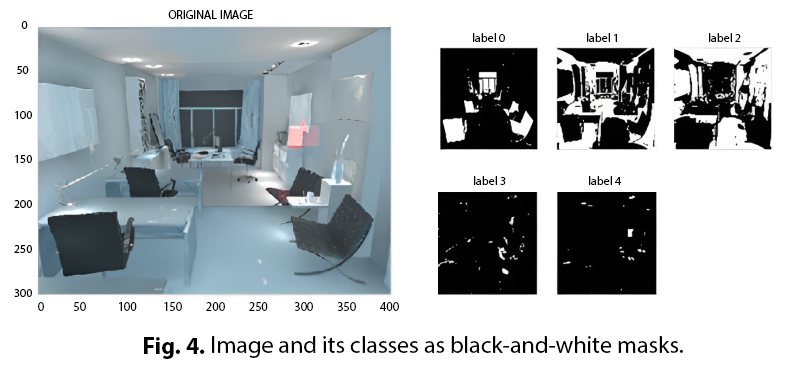 ORIGINAL IMAGE
0
50
100
150
200
250
300
0 50 100 150 200 250 300 350 400
label 0 label 1 label 2
label 3 label 4
Fig. 4. Image and its classes as black-and-white masks.